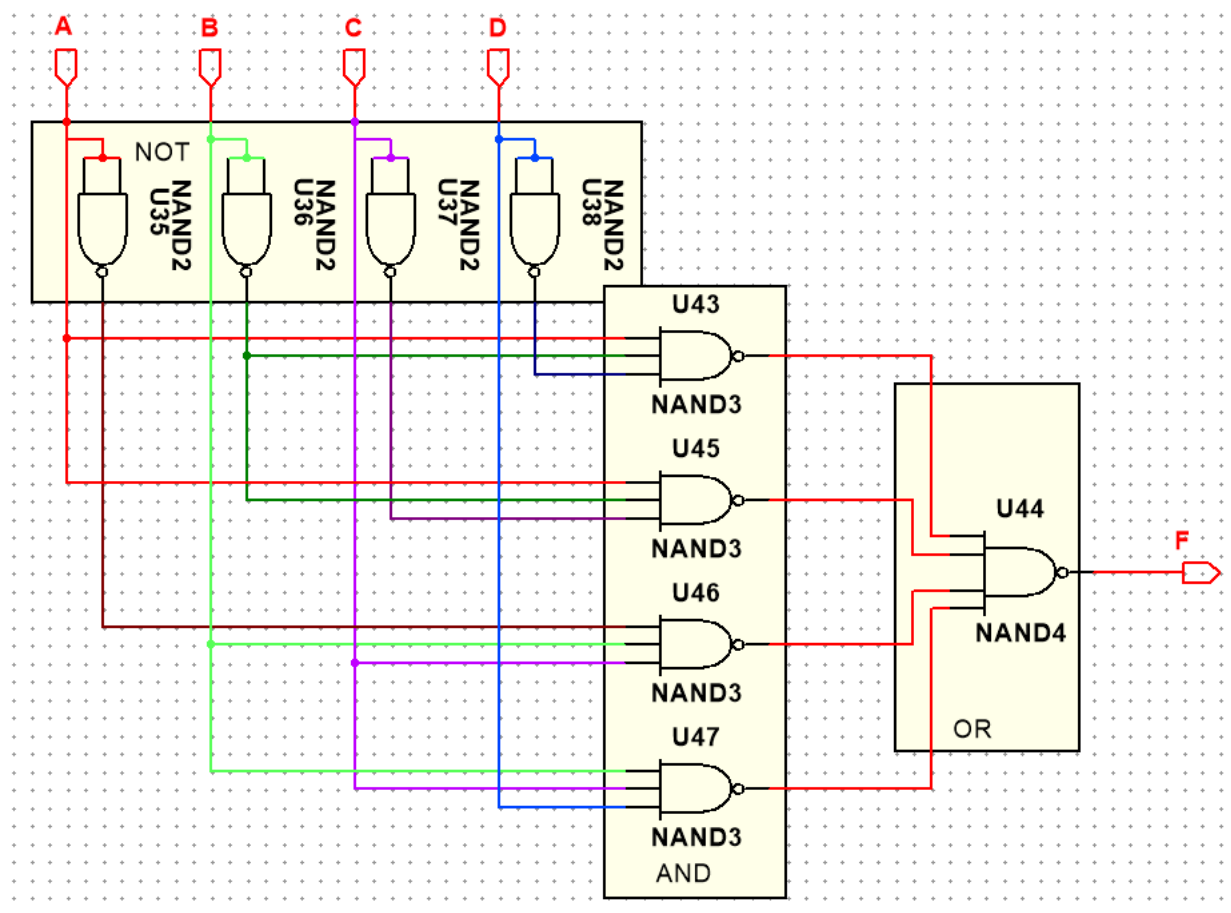 A
B
C
D
NOT
NAND2
U35
NAND2
U36
NAND2
U37
NAND2
U38
U43
NAND3
U45
NAND3
U44
F
U46
NAND4
NAND3
OR
U47
NAND3
AND